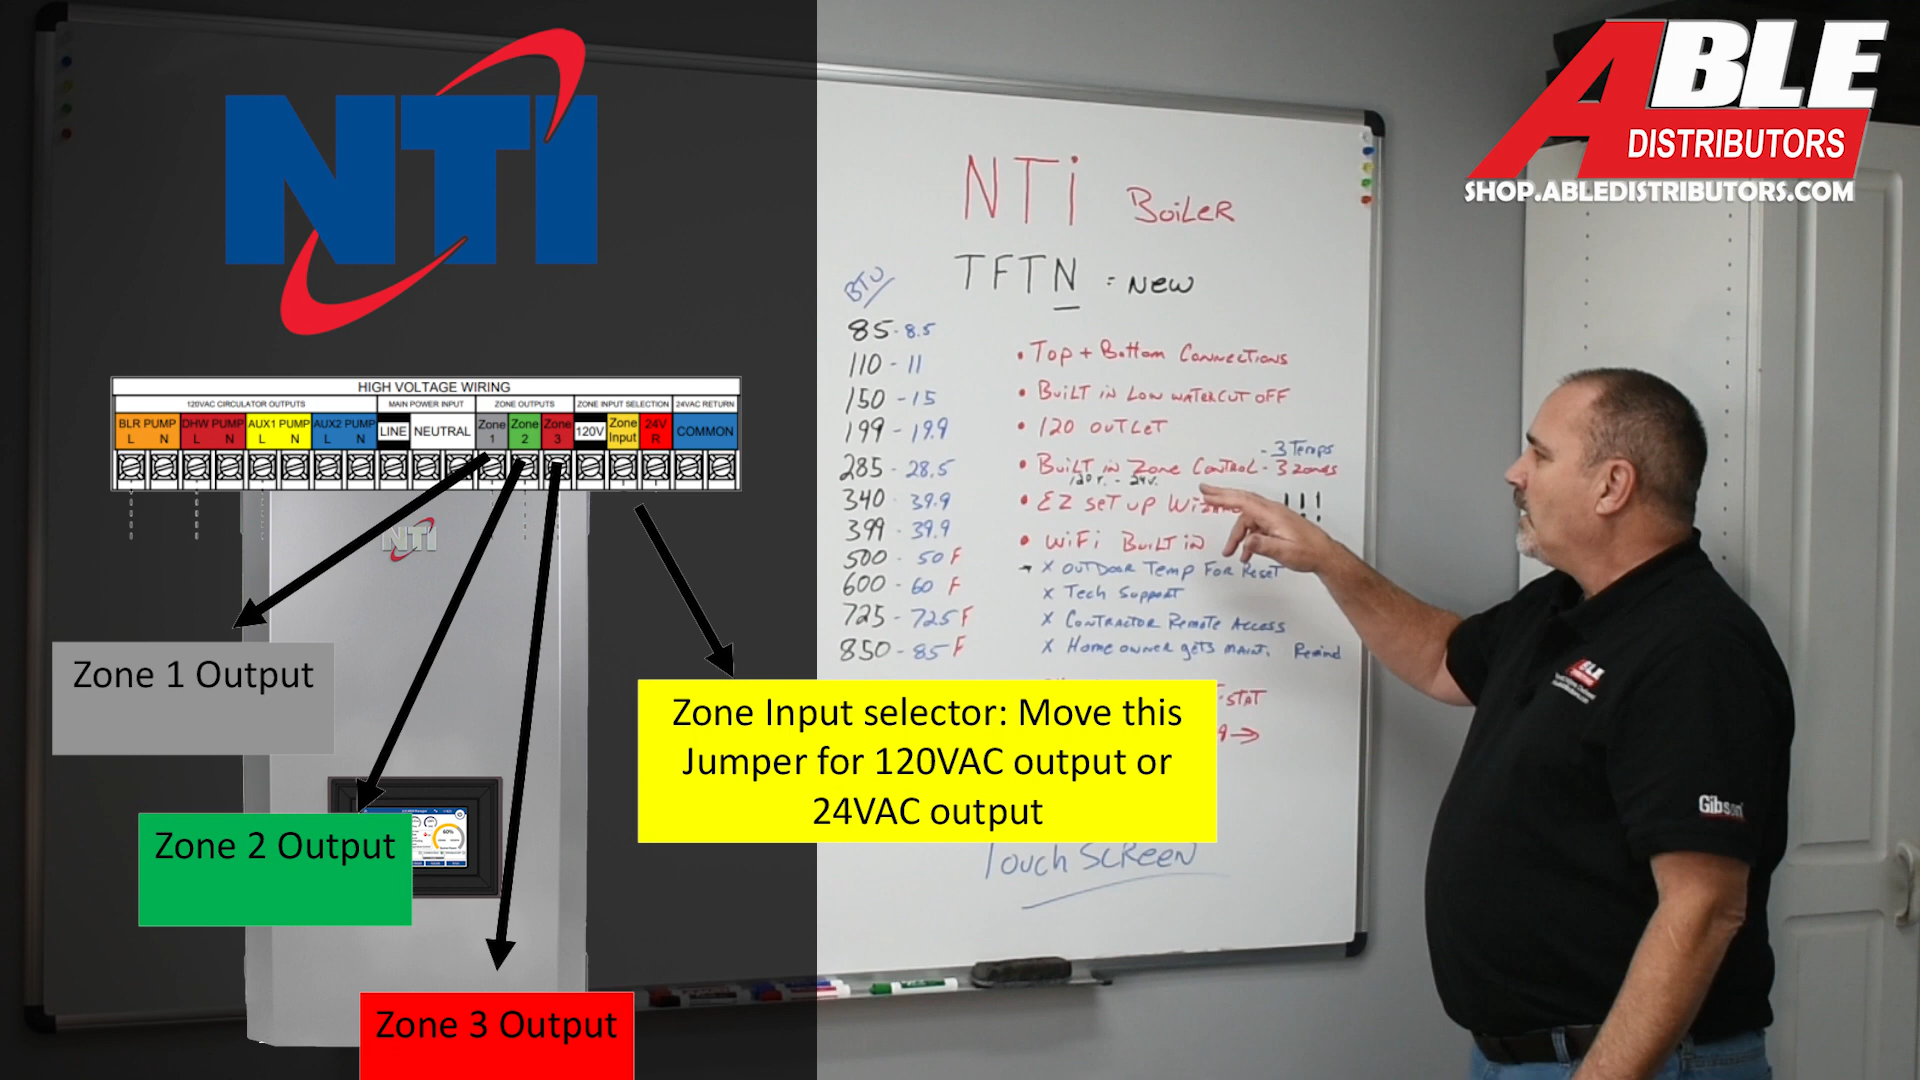 NTI
HIGH VOLTAGE WIRING
120VAC CIRCULATOR OUTPUTS MAIN POWER INPUT ZONE OUTPUTS ZONE INPUT SELECTION 24VAC RETURN
BLR PUMP DHW PUMP AUX1 PUMP AUX2 PUMP
L N L N L N L N
LINE NEUTRAL
Zone 1
Zone 2
Zone 3
120V
Zone Input
24V R
COMMON
NTI
Zone 1 Output
Zone 2 Output
Zone 3 Output
Zone Input selector: Move this
Jumper for 120VAC output or
24VAC output
ABLE
DISTRIBUTORS
SHOP.ABLEDISTRIBUTORS.COM
NTi Boiler
TFTN = New
BTU
85 - 8.5
110 - 11
150 - 15
199 - 19.9
285 - 28.5
340 - 39.9
399 - 39.9
500 - 50 F
600 - 60 F
725 - 725 F
850 - 85 F
• Top + Bottom Connections
• Built in Low water cut off
• 120 outlet
- 3 Temps
• Built in Zone Control - 3 zones
120v. - 24v.
• EZ set up !!!
• WiFi Built in
x Outdoor Temp For Reset
x Tech Support
x Contractor Remote Access
x Home owner gets maint. Remind
T-STAT
Touch Screen
ABLE
Gibson